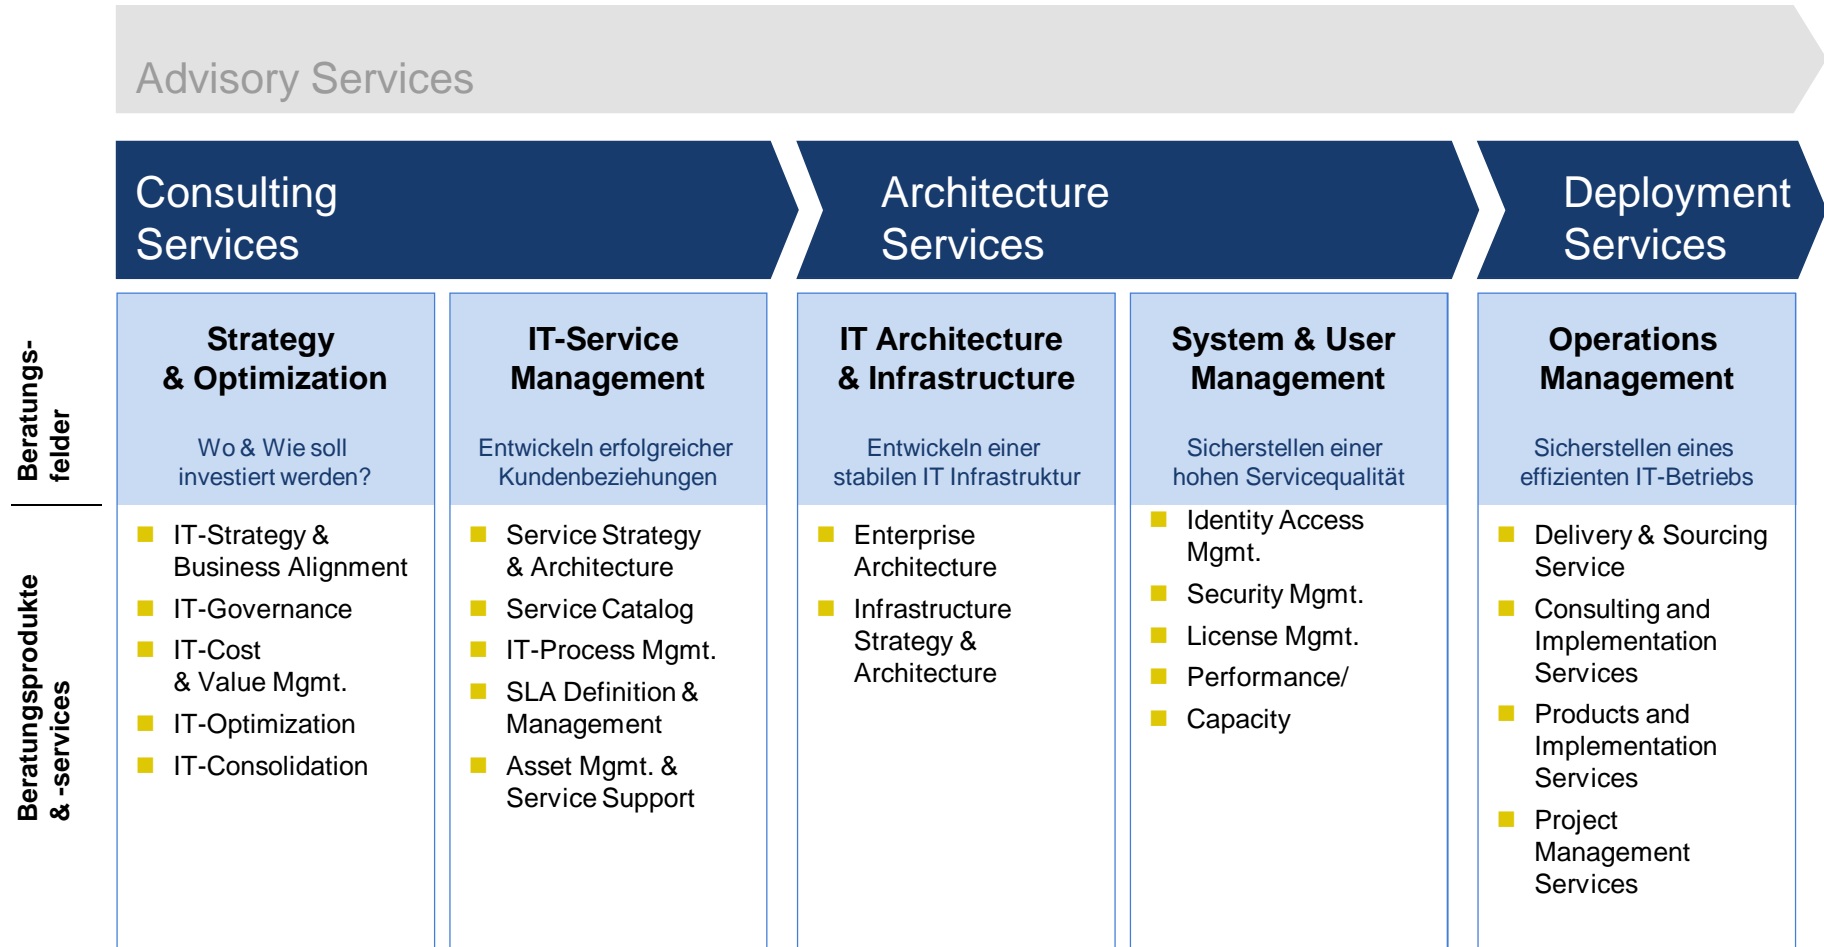 Advisory Services
Consulting
Services
Architecture
Services
Deployment
Services
Beratungs-
felder
Strategy
& Optimization
Wo & Wie soll
investiert werden?
IT-Service
Management
Entwickeln erfolgreicher
Kundenbeziehungen
IT Architecture
& Infrastructure
Entwickeln einer
stabilen IT Infrastruktur
System & User
Management
Sicherstellen einer
hohen Servicequalität
Operations
Management
Sicherstellen eines
effizienten IT-Betriebs
Beratungsprodukte
& -services
IT-Strategy &
Business Alignment
IT-Governance
IT-Cost
& Value Mgmt.
IT-Optimization
IT-Consolidation
Service Strategy
& Architecture
Service Catalog
IT-Process Mgmt.
SLA Definition &
Management
Asset Mgmt. &
Service Support
Enterprise
Architecture
Infrastructure
Strategy &
Architecture
Identity Access
Mgmt.
Security Mgmt.
License Mgmt.
Performance/
Capacity
Delivery & Sourcing
Service
Consulting and
Implementation
Services
Products and
Implementation
Services
Project
Management
Services